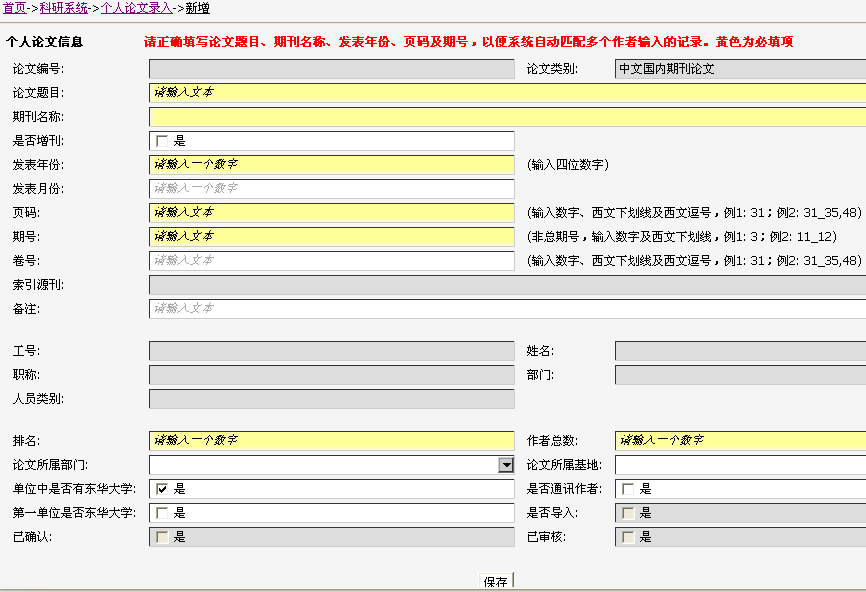 首页->科研系统->个人论文录入->新增
个人论文信息 请正确填写论文题目、期刊名称、发表年份、页码及期号，以便系统自动匹配多个作者输入的记录。黄色为必填项
论文编号: 论文类别: 中文国内期刊论文
论文题目: 请输入文本
期刊名称:
是否增刊: 是
发表年份: 请输入一个数字 (输入四位数字)
发表月份: 请输入一个数字
页码: 请输入文本 (输入数字、西文下划线及西文逗号，例1: 31；例2: 31_35,48)
期号: 请输入文本 (非总期号，输入数字及西文下划线，例1: 3；例2: 11_12)
卷号: 请输入文本 (输入数字、西文下划线及西文逗号，例1: 31；例2: 31_35,48)
索引源刊:
备注: 请输入文本
工号: 姓名:
职称: 部门:
人员类别:
排名: 请输入一个数字 作者总数: 请输入一个数字
论文所属部门: 论文所属基地:
单位中是否有东华大学: 是 是否通讯作者: 是
第一单位是否东华大学: 是 是否导入: 是
已确认: 是 已审核: 是
保存